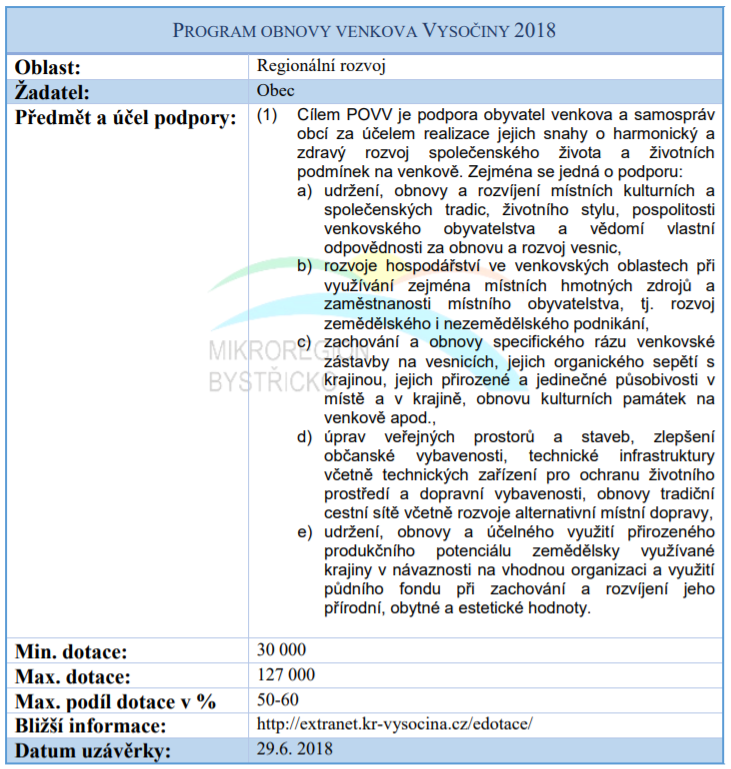 PROGRAM OBNOVY VENKOVA VYSOČINY 2018
Oblast: Regionální rozvoj
Žadatel: Obec
Předmět a účel podpory: (1) Cílem POVV je podpora obyvatel venkova a samospráv
obcí za účelem realizace jejich snahy o harmonický a
zdravý rozvoj společenského života a životních
podmínek na venkově. Zejména se jedná o podporu:
a) udržení, obnovy a rozvíjení místních kulturních a
společenských tradic, životního stylu, pospolitosti
venkovského obyvatelstva a vědomí vlastní
odpovědnosti za obnovu a rozvoj vesnic,
b) rozvoje hospodářství ve venkovských oblastech při
využívání zejména místních hmotných zdrojů a
zaměstnanosti místního obyvatelstva, tj. rozvoj
zemědělského i nezemědělského podnikání,
c) zachování a obnovy specifického rázu venkovské
zástavby na vesnicích, jejich organického sepětí s
krajinou, jejich přirozené a jedinečné působivosti v
místě a v krajině, obnovu kulturních památek na
venkově apod.,
d) úprav veřejných prostorů a staveb, zlepšení
občanské vybavenosti, technické infrastruktury
včetně technických zařízení pro ochranu životního
prostředí a dopravní vybavenosti, obnovy tradiční
cestní sítě včetně rozvoje alternativní místní dopravy,
e) udržení, obnovy a účelného využití přirozeného
produkčního potenciálu zemědělsky využívané
krajiny v návaznosti na vhodnou organizaci a využití
půdního fondu při zachování a rozvíjení jeho
přírodní, obytné a estetické hodnoty.
MIKROREGION
BYSTŘICKO
Min. dotace: 30 000
Max. dotace: 127 000
Max. podíl dotace v % 50-60
Bližší informace: http://extranet.kr-vysocina.cz/edotace/
Datum uzávěrky: 29.6. 2018